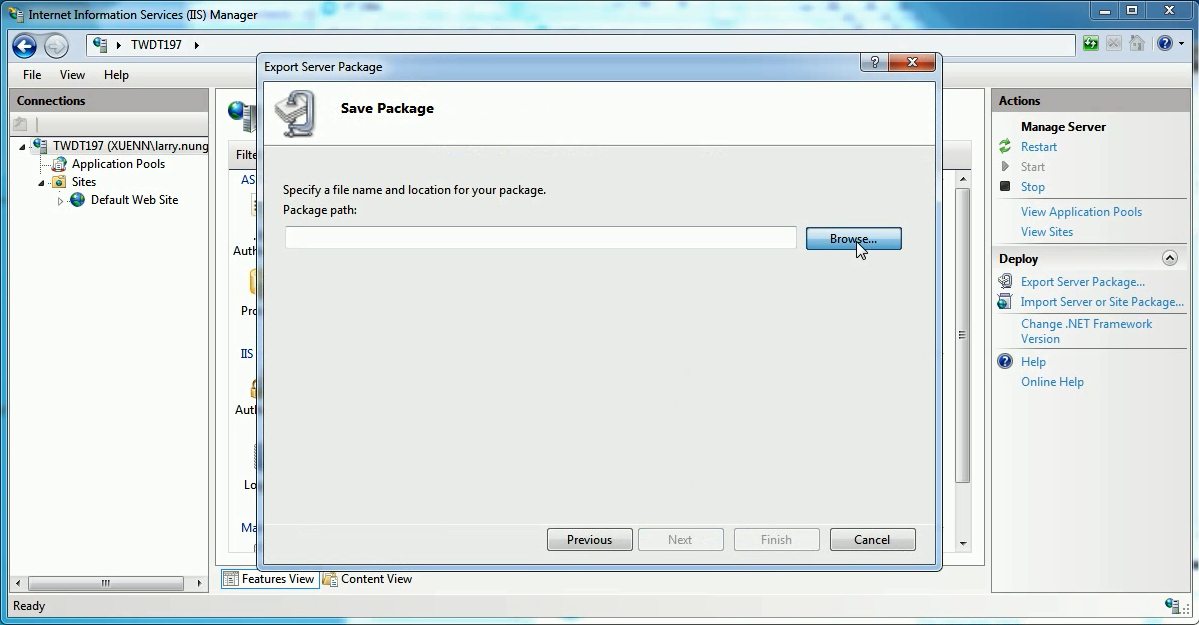 Internet Information Services (IIS) Manager
TWDT197
File View Help
Connections
TWDT197 (XUENN\larry.nung
Application Pools
Sites
Default Web Site
Filte
AS
Auth
Pro
IIS
Auth
Lo
Ma
Features View
Content View
Ready
Export Server Package
Save Package
Specify a file name and location for your package.
Package path:
Browse...
Previous
Next
Finish
Cancel
Actions
Manage Server
Restart
Start
Stop
View Application Pools
View Sites
Deploy
Export Server Package...
Import Server or Site Package...
Change .NET Framework
Version
Help
Online Help